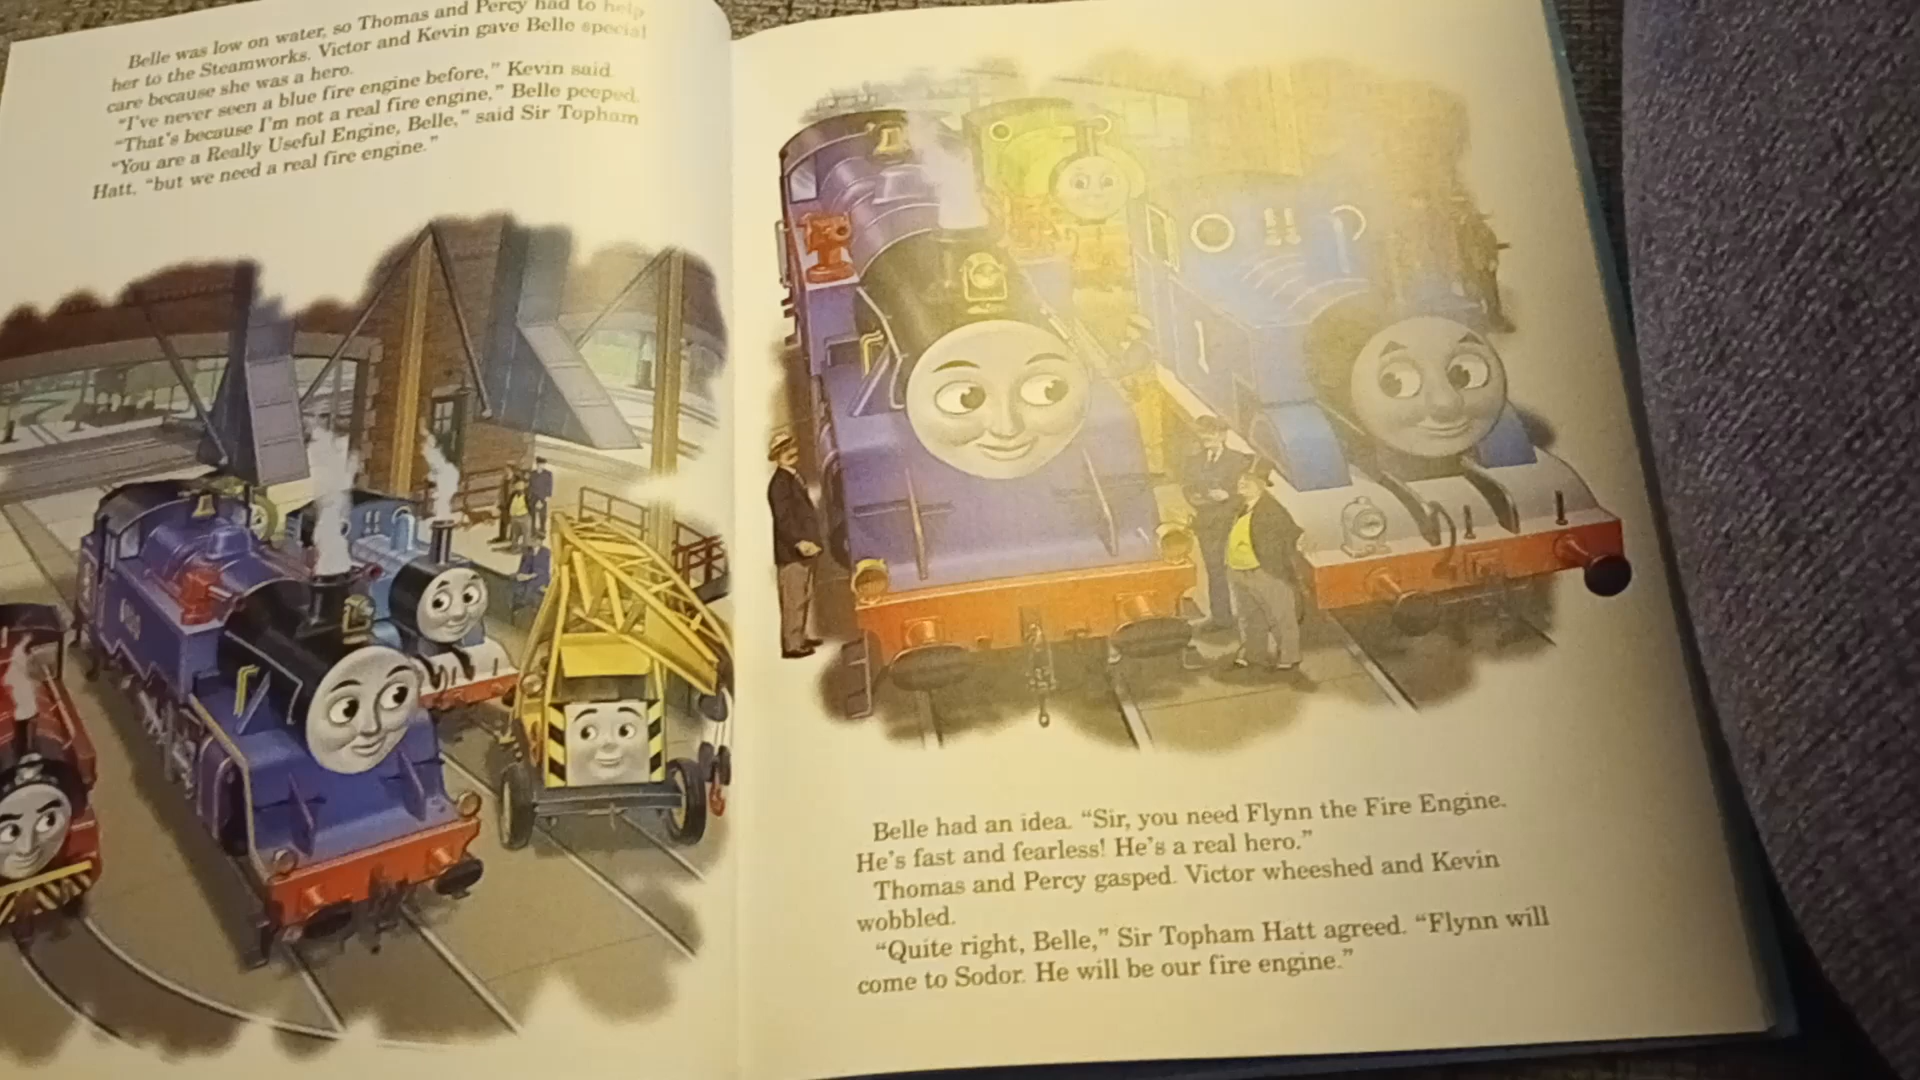 Belle was low on water, so Thomas and Percy had to help
her to the Steamworks. Victor and Kevin gave Belle special
care because she was a hero.
"I've never seen a blue fire engine before," Kevin said.
"That's because I'm not a real fire engine," Belle peeped.
"You are a Really Useful Engine, Belle," said Sir Topham
Hatt, "but we need a real fire engine."
Belle had an idea. "Sir, you need Flynn the Fire Engine.
He's fast and fearless! He's a real hero."
Thomas and Percy gasped. Victor wheeshed and Kevin
wobbled.
"Quite right, Belle," Sir Topham Hatt agreed. "Flynn will
come to Sodor. He will be our fire engine."